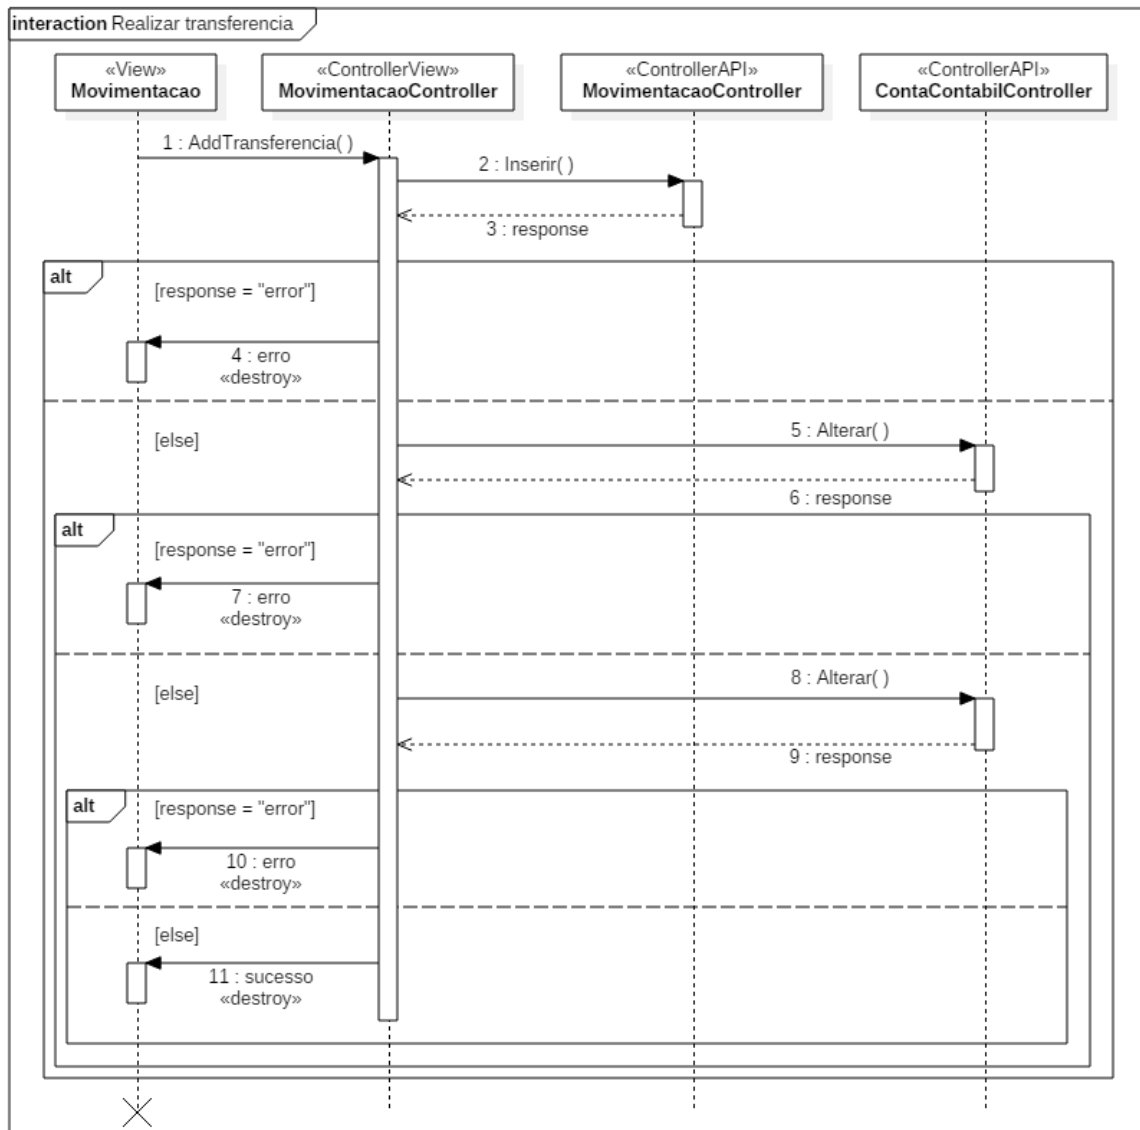 interaction Realizar transferencia
«View»
Movimentacao
«ControllerView»
MovimentacaoController
«ControllerAPI»
MovimentacaoController
«ControllerAPI»
ContaContabilController
1 : AddTransferencia( )
2 : Inserir( )
3 : response
alt
[response = "error"]
4 : erro
«destroy»
[else]
5 : Alterar( )
6 : response
alt
[response = "error"]
7 : erro
«destroy»
[else]
8 : Alterar( )
9 : response
alt
[response = "error"]
10 : erro
«destroy»
[else]
11 : sucesso
«destroy»